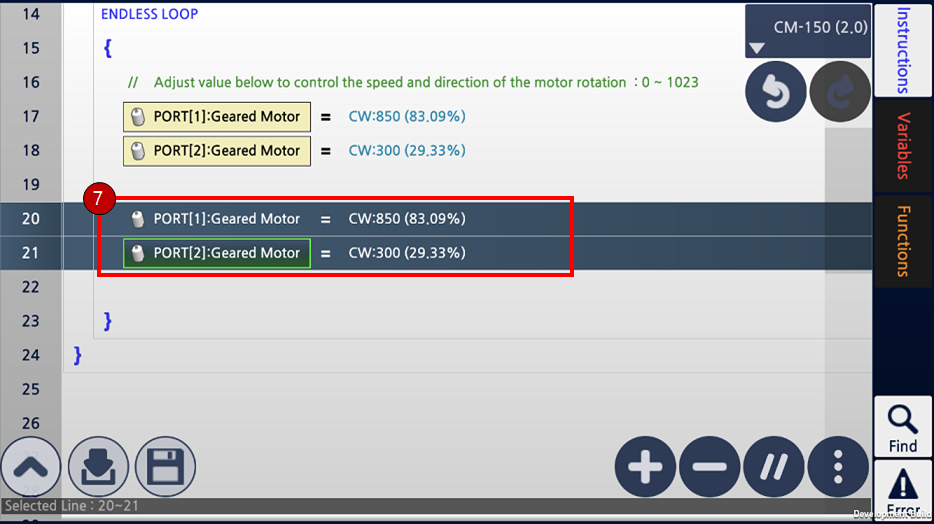 14 ENDLESS LOOP
CM-150 (2.0)
Instructions
15 {
16 // Adjust value below to control the speed and direction of the motor rotation : 0 ~ 1023
17 PORT[1]:Geared Motor = CW:850 (83.09%)
Variables
18 PORT[2]:Geared Motor = CW:300 (29.33%)
19
7
20 PORT[1]:Geared Motor = CW:850 (83.09%)
Functions
21 PORT[2]:Geared Motor = CW:300 (29.33%)
22
23 }
24 }
25
26
Find
Selected Line : 20~21
Error
Development Build